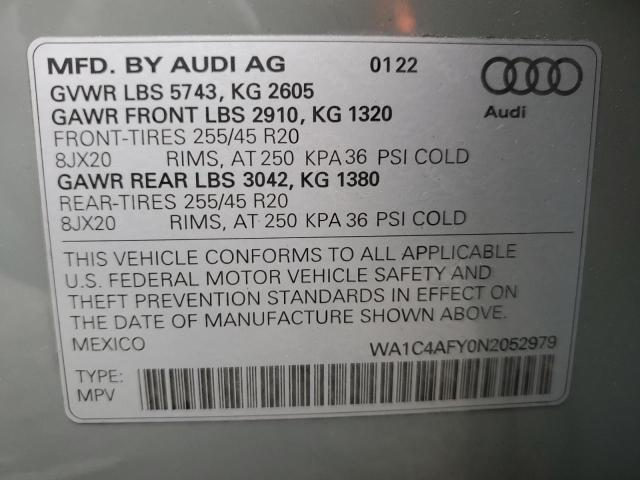 MFD. BY AUDI AG 0122
GVWR LBS 5743, KG 2605
GAWR FRONT LBS 2910, KG 1320
Audi
FRONT-TIRES 255/45 R20
8JX20 RIMS, AT 250 KPA 36 PSI COLD
GAWR REAR LBS 3042, KG 1380
REAR-TIRES 255/45 R20
8JX20 RIMS, AT 250 KPA 36 PSI COLD
THIS VEHICLE CONFORMS TO ALL APPLICABLE
U.S. FEDERAL MOTOR VEHICLE SAFETY AND
THEFT PREVENTION STANDARDS IN EFFECT ON
THE DATE OF MANUFACTURE SHOWN ABOVE.
MEXICO WA1C4AFY0N2052979
TYPE:
MPV